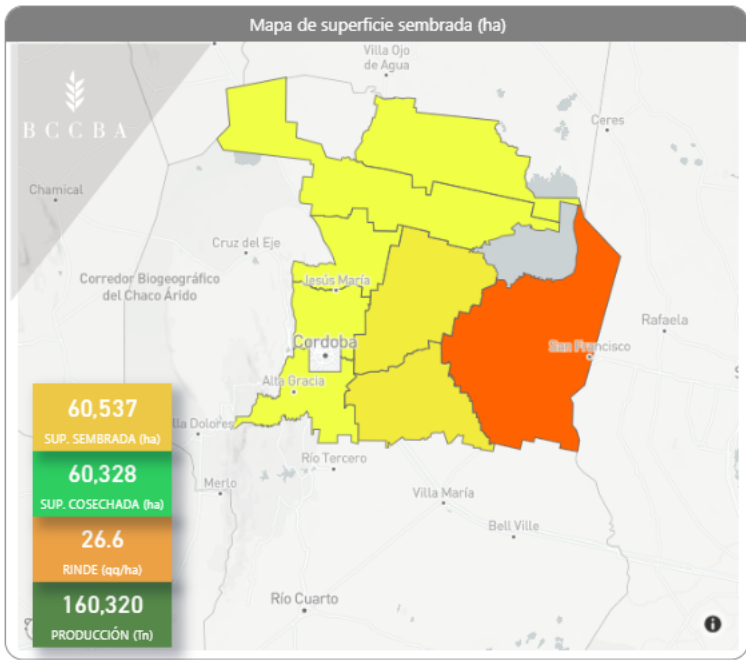 Mapa de superficie sembrada (ha)
Villa Ojo
de Agua
BCCBA
Ceres
Chamical
Cruz del Eje
Corredor Biogeográfico
del Chaco Árido
Jesús María
Rafaela
Cordoba
San Francisco
Alta Gracia
60,537
SUP. SEMBRADA (ha)
lla Dolores
Río Tercero
60,328
SUP. COSECHADA (ha)
Merlo
Villa María
Bell Ville
26.6
RINDE (qq/ha)
160,320
PRODUCCIÓN (Tn)
Río Cuarto